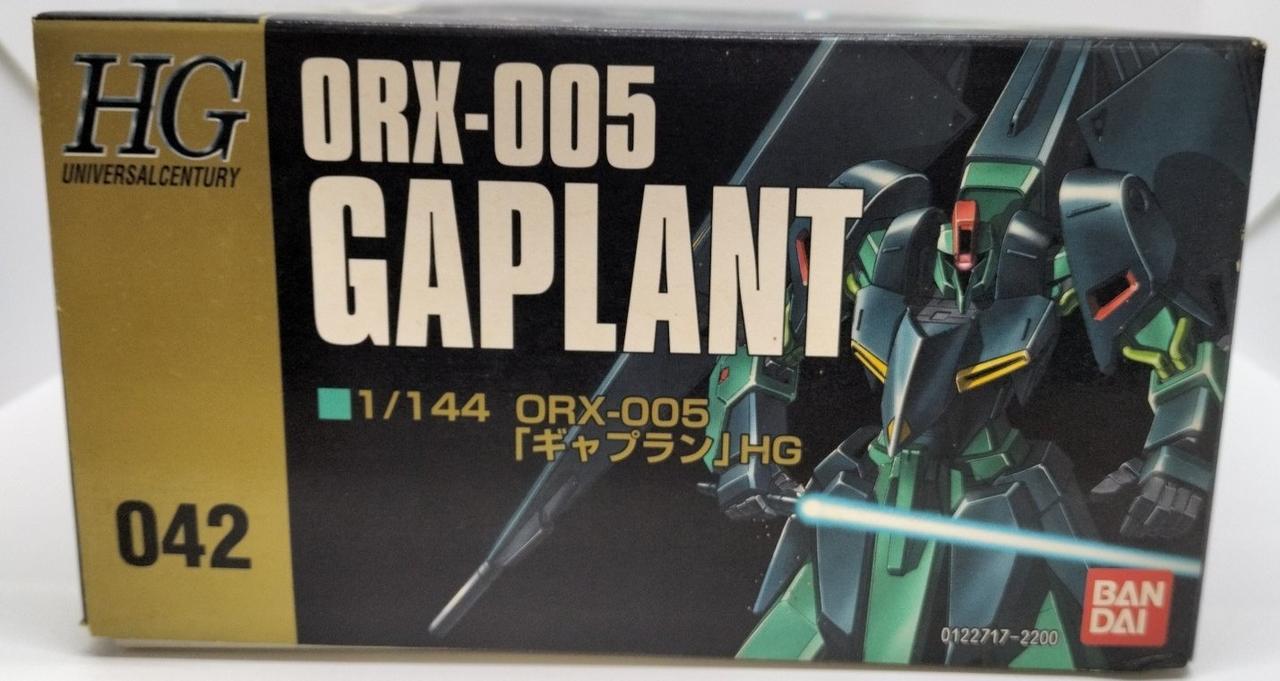 HG
UNIVERSALCENTURY
042
ORX-005
GAPLANT
1/144 ORX-005
「ギャプラン」HG
0122717-2200
BAN
DAI